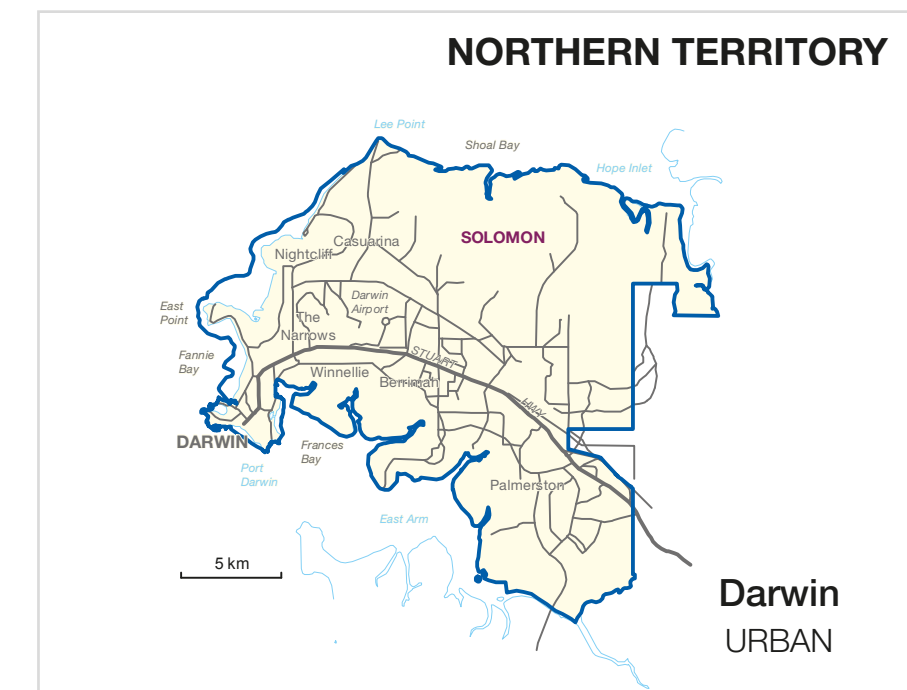 NORTHERN TERRITORY
Lee Point
Shoal Bay
Hope Inlet
SOLOMON
Casuarina
Nightcliff
East
Point
Darwin
Airport
The
Narrows
STUART
Fannie
Bay
Winnellie
Berrimah
HWY
DARWIN
Frances
Bay
Port
Darwin
Palmerston
East Arm
5 km
Darwin
URBAN